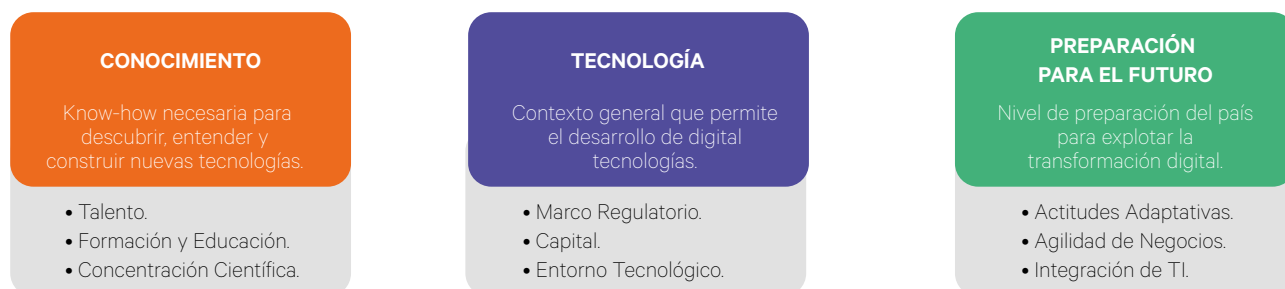 CONOCIMIENTO
Know-how necesaria para
descubrir, entender y
construir nuevas tecnologías.
• Talento.
• Formación y Educación.
• Concentración Científica.
TECNOLOGÍA
Contexto general que permite
el desarrollo de digital
tecnologías.
• Marco Regulatorio.
• Capital.
• Entorno Tecnológico.
PREPARACIÓN
PARA EL FUTURO
Nivel de preparación del país
para explotar la
transformación digital.
• Actitudes Adaptativas.
• Agilidad de Negocios.
• Integración de TI.